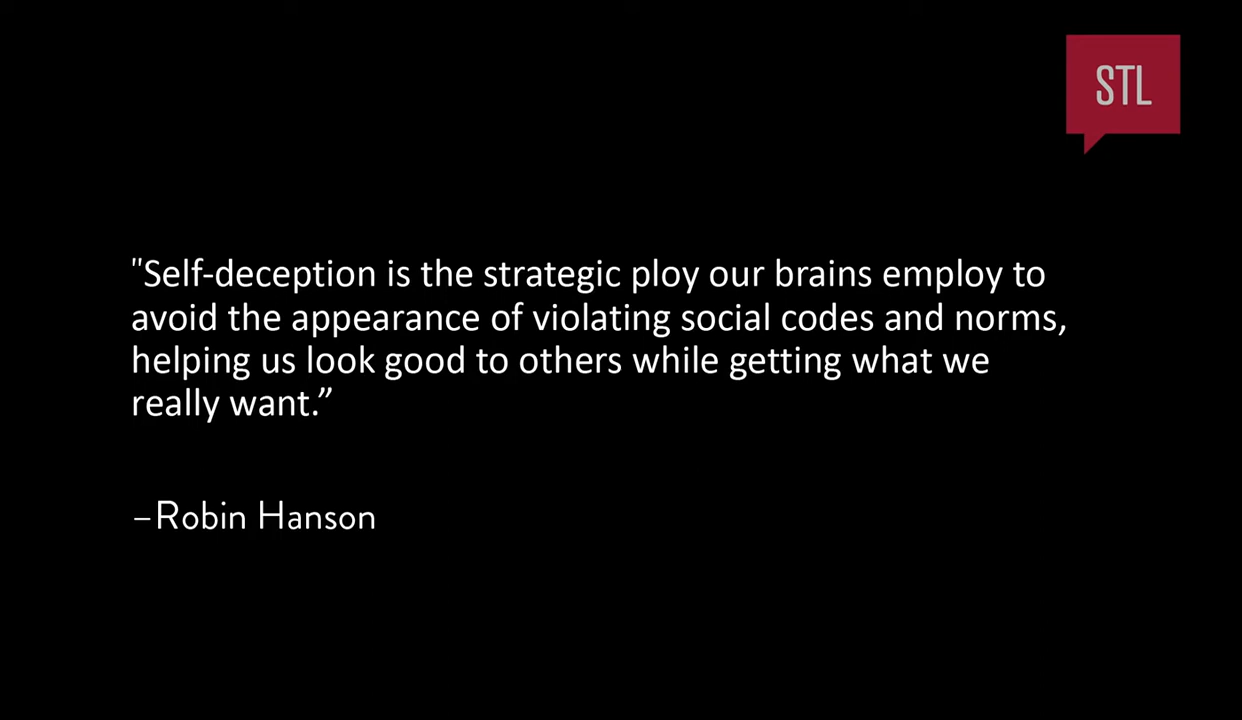 STL
"Self-deception is the strategic ploy our brains employ to
avoid the appearance of violating social codes and norms,
helping us look good to others while getting what we
really want.”
–Robin Hanson